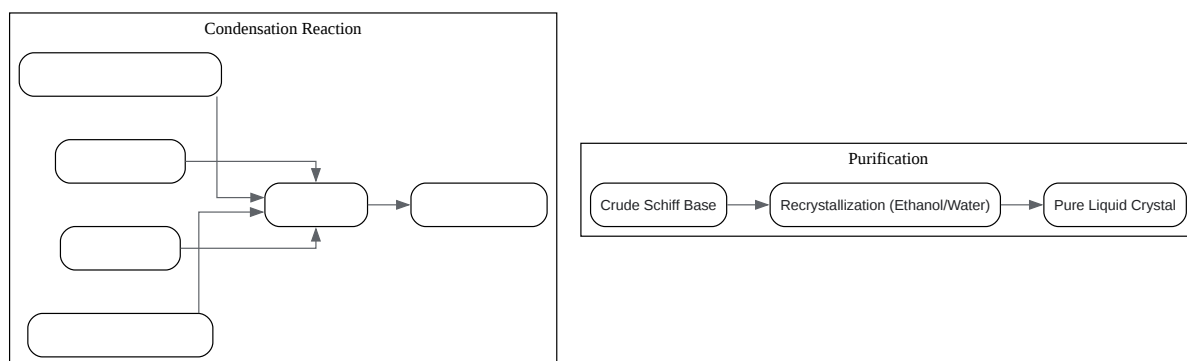 Condensation Reaction
Purification
Crude Schiff Base
Recrystallization (Ethanol/Water)
Pure Liquid Crystal